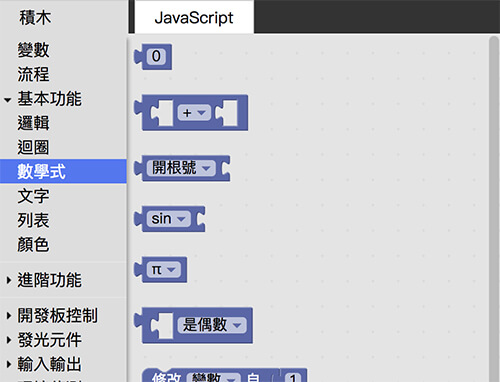 積木
JavaScript
變數
流程
基本功能
邏輯
迴圈
數學式
文字
列表
顏色
進階功能
開發板控制
發光元件
輸入輸出
0
+
開根號
sin
π
是偶數
修改 變數 自 1